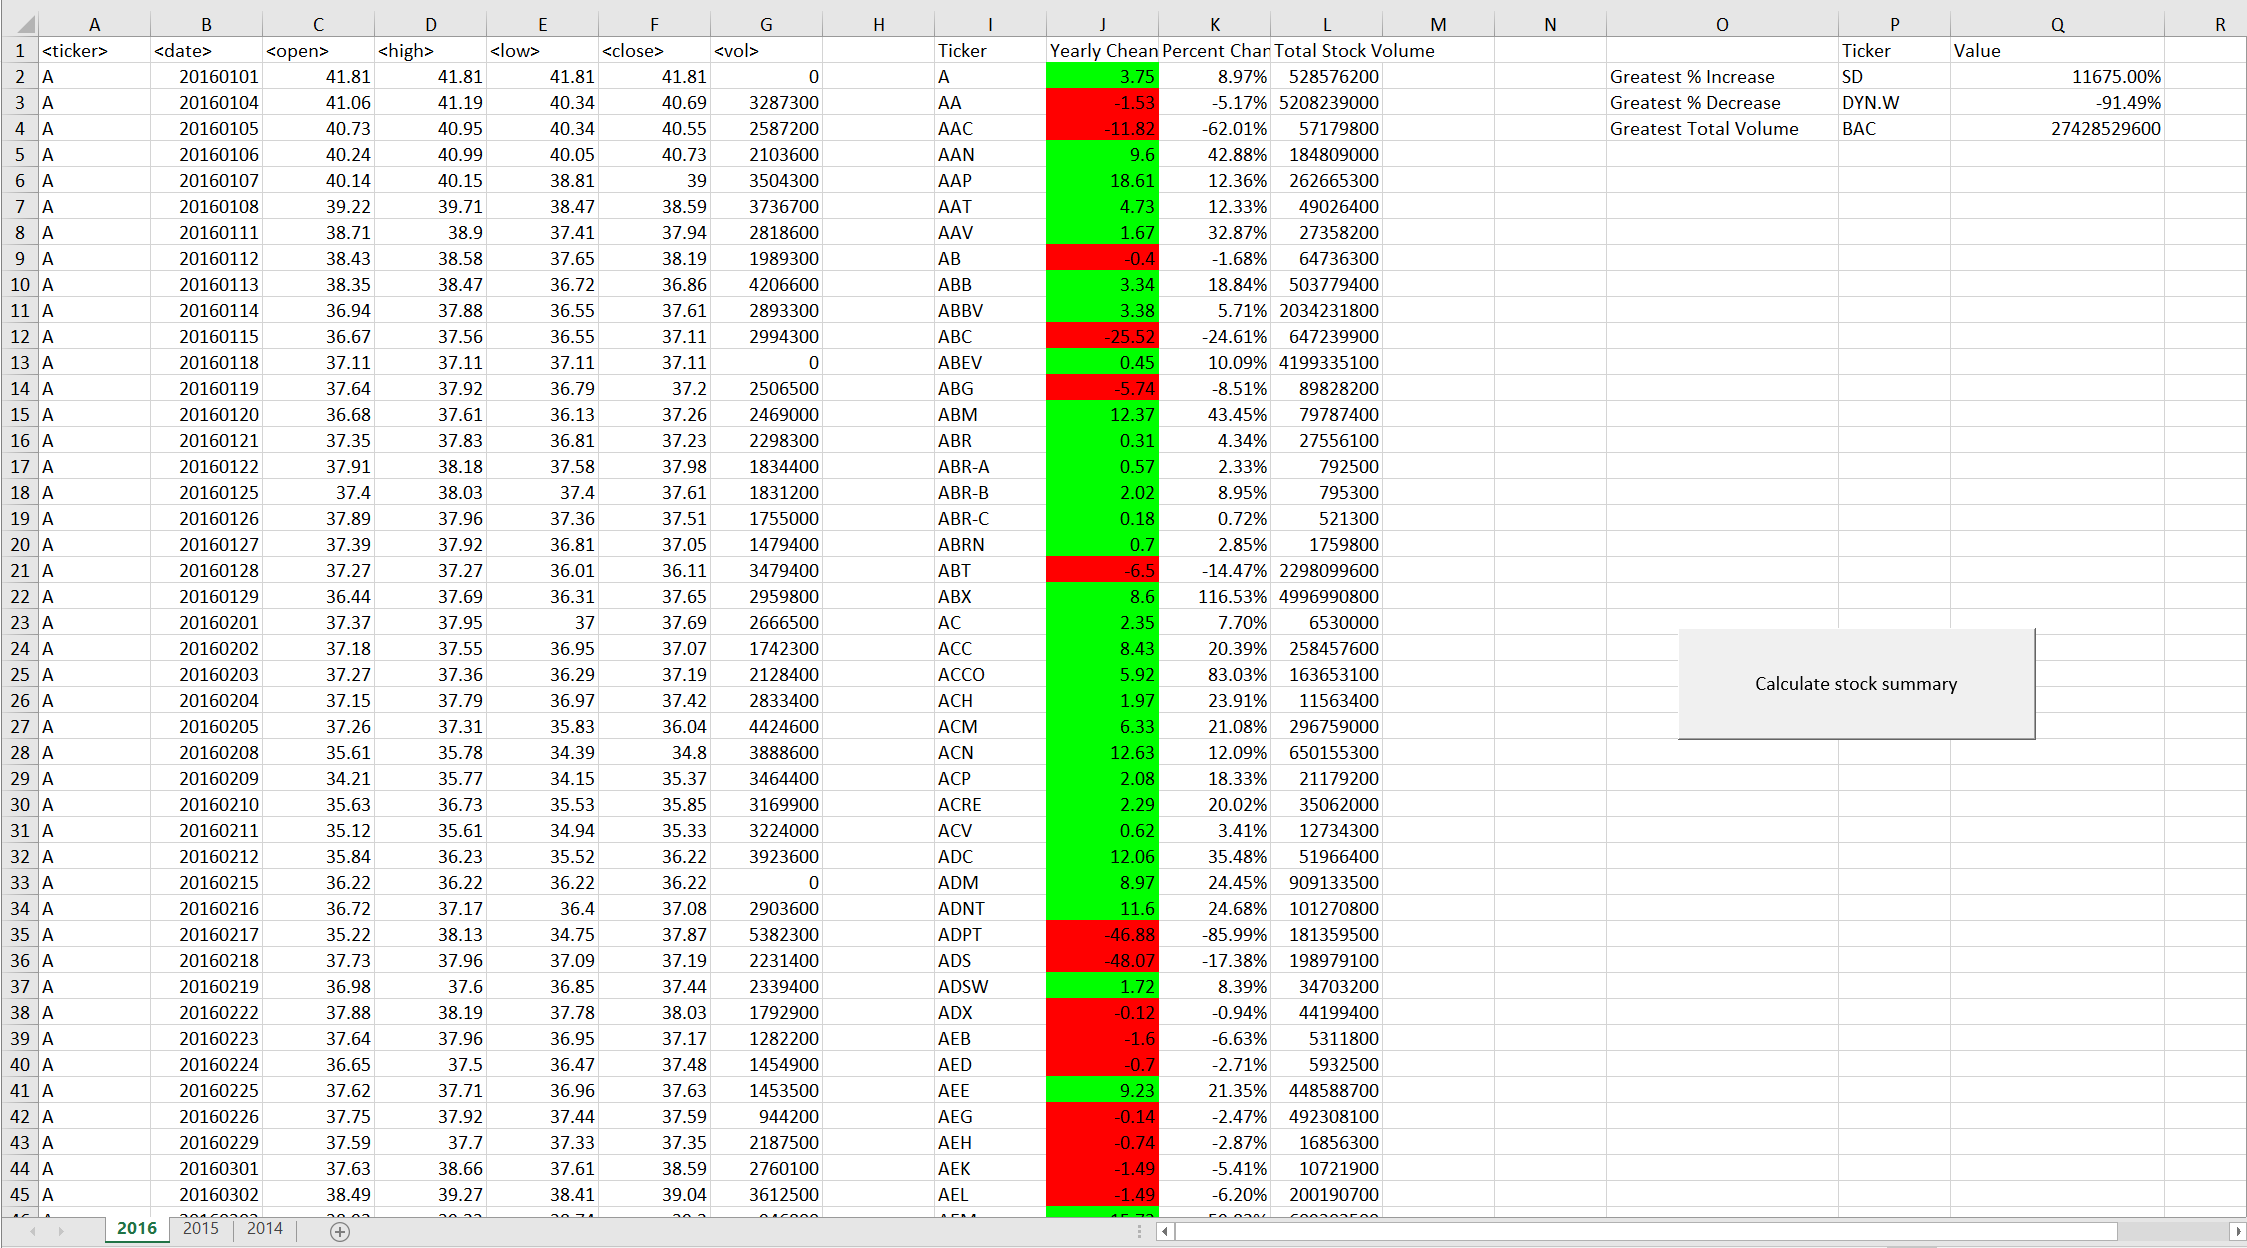 A B C D E F G H I J K L M N O P Q R
1 <ticker> <date> <open> <high> <low> <close> <vol> Ticker Yearly Chean Percent Chan Total Stock Volume Ticker Value
2 A 20160101 41.81 41.81 41.81 41.81 0 A 3.75 8.97% 528576200 Greatest % Increase SD 11675.00%
3 A 20160104 41.06 41.19 40.34 40.69 3287300 AA -1.53 -5.17% 5208239000 Greatest % Decrease DYN.W -91.49%
4 A 20160105 40.73 40.95 40.34 40.55 2587200 AAC -11.82 -62.01% 57179800 Greatest Total Volume BAC 27428529600
5 A 20160106 40.24 40.99 40.05 40.73 2103600 AAN 9.6 42.88% 184809000
6 A 20160107 40.14 40.15 38.81 39 3504300 AAP 18.61 12.36% 262665300
7 A 20160108 39.22 39.71 38.47 38.59 3736700 AAT 4.73 12.33% 49026400
8 A 20160111 38.71 38.9 37.41 37.94 2818600 AAV 1.67 32.87% 27358200
9 A 20160112 38.43 38.58 37.65 38.19 1989300 AB -0.4 -1.68% 64736300
10 A 20160113 38.35 38.47 36.72 36.86 4206600 ABB 3.34 18.84% 503779400
11 A 20160114 36.94 37.88 36.55 37.61 2893300 ABBV 3.38 5.71% 2034231800
12 A 20160115 36.67 37.56 36.55 37.11 2994300 ABC -25.52 -24.61% 647239900
13 A 20160118 37.11 37.11 37.11 37.11 0 ABEV 0.45 10.09% 4199335100
14 A 20160119 37.64 37.92 36.79 37.2 2506500 ABG -5.74 -8.51% 89828200
15 A 20160120 36.68 37.61 36.13 37.26 2469000 ABM 12.37 43.45% 79787400
16 A 20160121 37.35 37.83 36.81 37.23 2298300 ABR 0.31 4.34% 27556100
17 A 20160122 37.91 38.18 37.58 37.98 1834400 ABR-A 0.57 2.33% 792500
18 A 20160125 37.4 38.03 37.4 37.61 1831200 ABR-B 2.02 8.95% 795300
19 A 20160126 37.89 37.96 37.36 37.51 1755000 ABR-C 0.18 0.72% 521300
20 A 20160127 37.39 37.92 36.81 37.05 1479400 ABRN 0.7 2.85% 1759800
21 A 20160128 37.27 37.27 36.01 36.11 3479400 ABT -6.5 -14.47% 2298099600
22 A 20160129 36.44 37.69 36.31 37.65 2959800 ABX 8.6 116.53% 4996990800
23 A 20160201 37.37 37.95 37 37.69 2666500 AC 2.35 7.70% 6530000
24 A 20160202 37.18 37.55 36.95 37.07 1742300 ACC 8.43 20.39% 258457600
25 A 20160203 37.27 37.36 36.29 37.19 2128400 ACCO 5.92 83.03% 163653100
26 A 20160204 37.15 37.79 36.97 37.42 2833400 ACH 1.97 23.91% 11563400 Calculate stock summary
27 A 20160205 37.26 37.31 35.83 36.04 4424600 ACM 6.33 21.08% 296759000
28 A 20160208 35.61 35.78 34.39 34.8 3888600 ACN 12.63 12.09% 650155300
29 A 20160209 34.21 35.77 34.15 35.37 3464400 ACP 2.08 18.33% 21179200
30 A 20160210 35.63 36.73 35.53 35.85 3169900 ACRE 2.29 20.02% 35062000
31 A 20160211 35.12 35.61 34.94 35.33 3224000 ACV 0.62 3.41% 12734300
32 A 20160212 35.84 36.23 35.52 36.22 3923600 ADC 12.06 35.48% 51966400
33 A 20160215 36.22 36.22 36.22 36.22 0 ADM 8.97 24.45% 909133500
34 A 20160216 36.72 37.17 36.4 37.08 2903600 ADNT 11.6 24.68% 101270800
35 A 20160217 35.22 38.13 34.75 37.87 5382300 ADPT -46.88 -85.99% 181359500
36 A 20160218 37.73 37.96 37.09 37.19 2231400 ADS -48.07 -17.38% 198979100
37 A 20160219 36.98 37.6 36.85 37.44 2339400 ADSW 1.72 8.39% 34703200
38 A 20160222 37.88 38.19 37.78 38.03 1792900 ADX -0.12 -0.94% 44199400
39 A 20160223 37.64 37.96 36.95 37.17 1282200 AEB -1.6 -6.63% 5311800
40 A 20160224 36.65 37.5 36.47 37.48 1454900 AED -0.7 -2.71% 5932500
41 A 20160225 37.62 37.71 36.96 37.63 1453500 AEE 9.23 21.35% 448588700
42 A 20160226 37.75 37.92 37.44 37.59 944200 AEG -0.14 -2.47% 492308100
43 A 20160229 37.59 37.7 37.33 37.35 2187500 AEH -0.74 -2.87% 16856300
44 A 20160301 37.63 38.66 37.61 38.59 2760100 AEK -1.49 -5.41% 10721900
45 A 20160302 38.49 39.27 38.41 39.04 3612500 AEL -1.49 -6.20% 200190700
2016 2015 2014